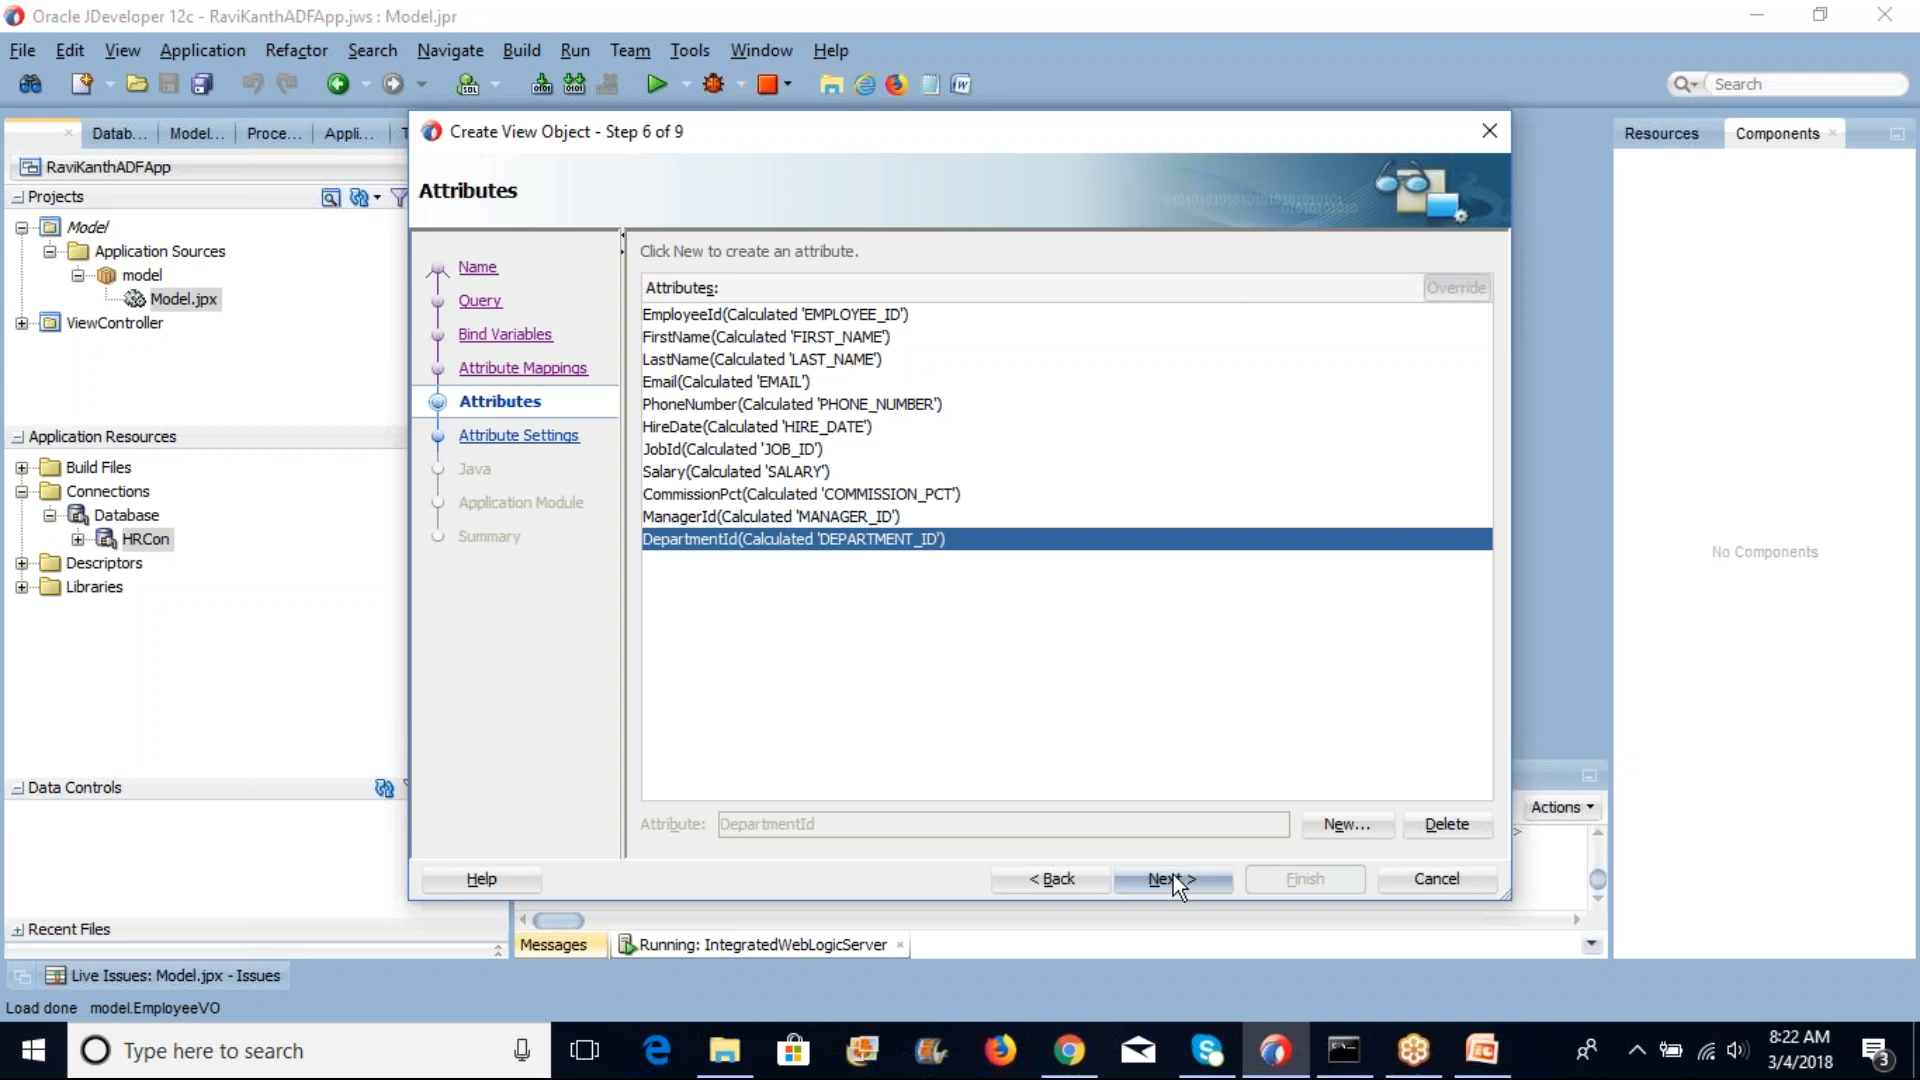 Oracle JDeveloper 12c - RaviKanthADFApp.jws : Model.jpr
File Edit View Application Refactor Search Navigate Build Run Team Tools Window Help
Search
Datab... Model... Proce... Appli...
RaviKanthADFApp
Projects
Model
Application Sources
model
Model.jpx
ViewController
Application Resources
Build Files
Connections
Database
HRCon
Descriptors
Libraries
Data Controls
Recent Files
Create View Object - Step 6 of 9
Attributes
Name
Query
Bind Variables
Attribute Mappings
Attributes
Attribute Settings
Java
Application Module
Summary
Click New to create an attribute.
Attributes: Override
EmployeeId(Calculated 'EMPLOYEE_ID')
FirstName(Calculated 'FIRST_NAME')
LastName(Calculated 'LAST_NAME')
Email(Calculated 'EMAIL')
PhoneNumber(Calculated 'PHONE_NUMBER')
HireDate(Calculated 'HIRE_DATE')
JobId(Calculated 'JOB_ID')
Salary(Calculated 'SALARY')
CommissionPct(Calculated 'COMMISSION_PCT')
ManagerId(Calculated 'MANAGER_ID')
DepartmentId(Calculated 'DEPARTMENT_ID')
Attribute: DepartmentId New... Delete
Help < Back Next > Finish Cancel
Resources Components
No Components
Actions
Messages Running: IntegratedWebLogicServer
Live Issues: Model.jpx - Issues
Load done model.EmployeeVO
Type here to search
8:22 AM
3/4/2018
3